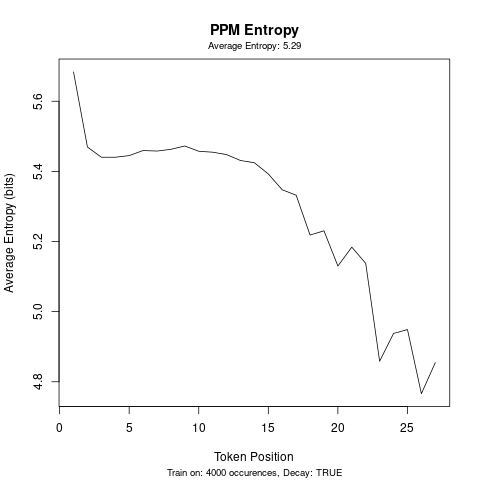 PPM Entropy
Average Entropy: 5.29
Average Entropy (bits)
5.6
5.4
5.2
5.0
4.8
0 5 10 15 20 25
Token Position
Train on: 4000 occurences, Decay: TRUE